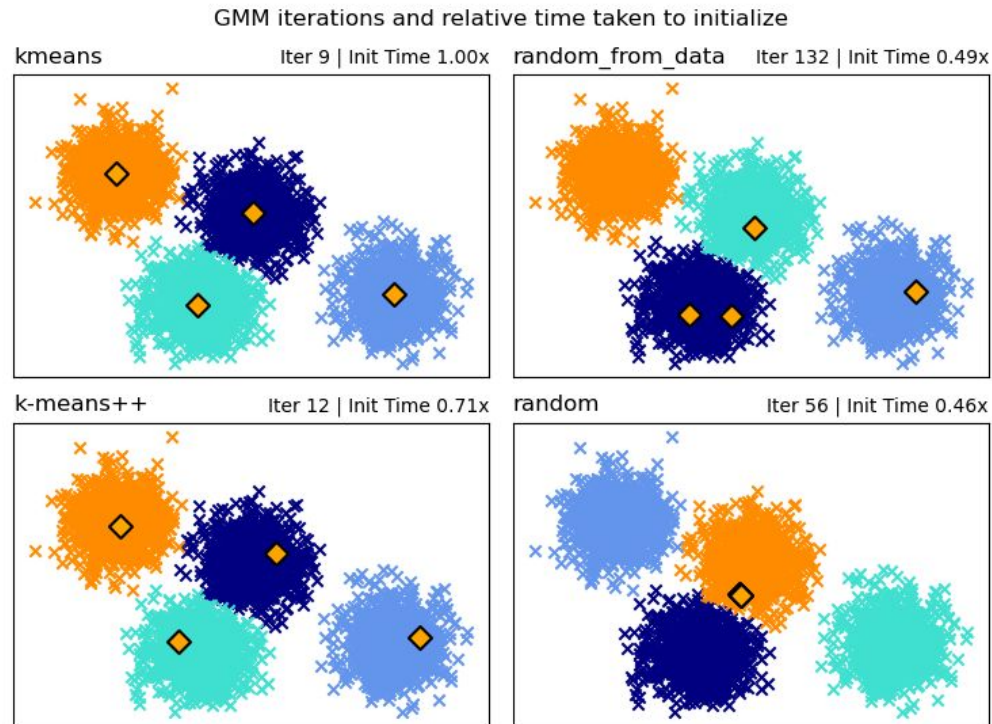 GMM iterations and relative time taken to initialize
kmeans Iter 9 | Init Time 1.00x
random_from_data Iter 132 | Init Time 0.49x
k-means++ Iter 12 | Init Time 0.71x
random Iter 56 | Init Time 0.46x